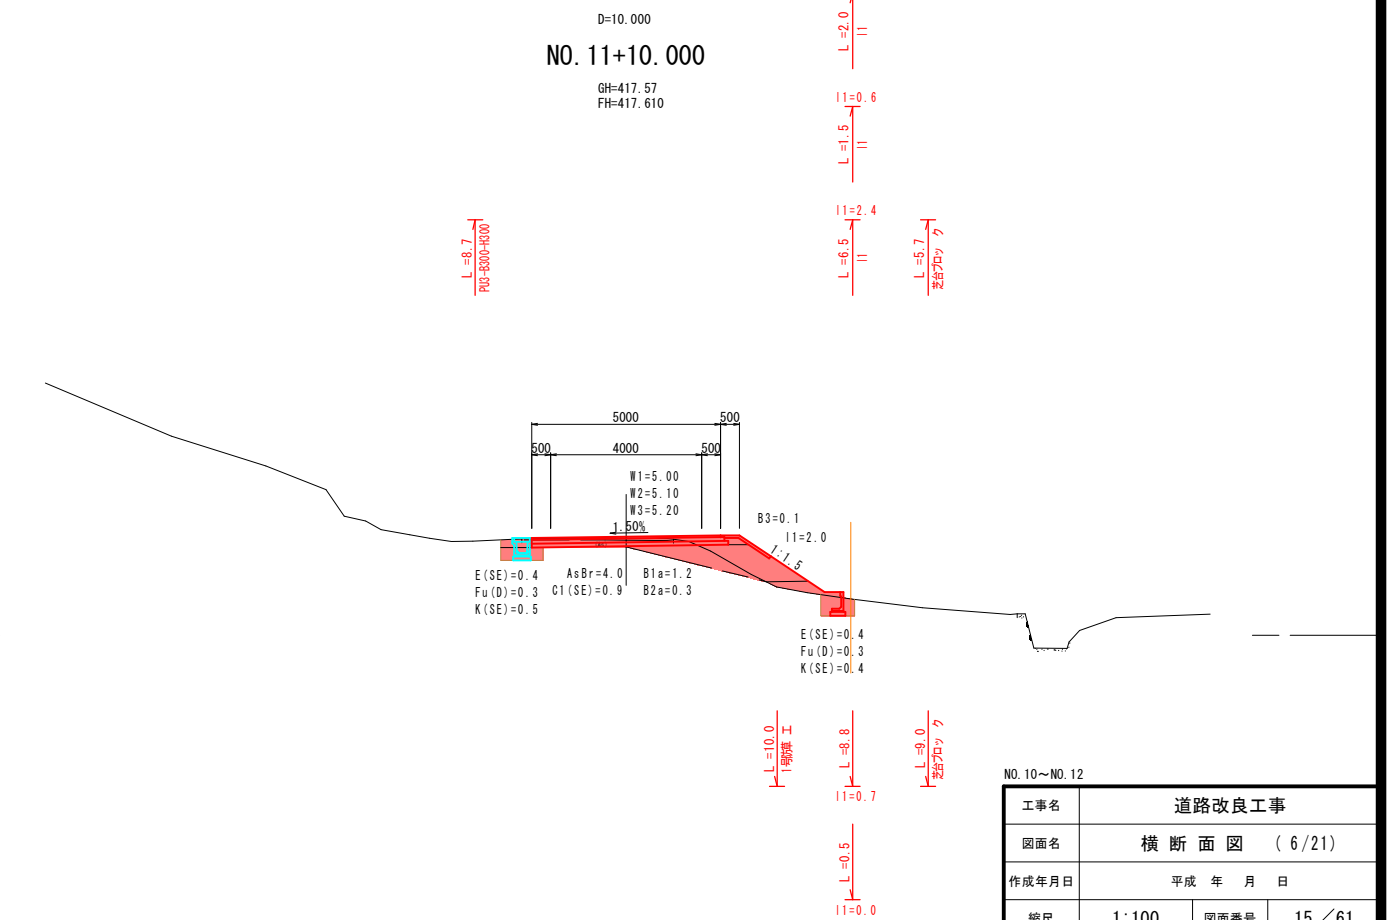 D=10.000
NO.11+10.000
GH=417.57
FH=417.610
L=2.0
l1
l1=0.6
L=1.5
l1
l1=2.4
L=8.7
PU3-B300-H300
L=6.5
l1
L=5.7
芝台ブロック
5000
500
500
4000
500
W1=5.00
W2=5.10
W3=5.20
1.50%
B3=0.1
l1=2.0
1:1.5
E(SE)=0.4
Fu(D)=0.3
K(SE)=0.5
AsBr=4.0
C1(SE)=0.9
B1a=1.2
B2a=0.3
E(SE)=0.4
Fu(D)=0.3
K(SE)=0.4
L=10.0
L=8.8
L=9.0
芝台ブロック
l1=0.7
L=0.5
l1=0.0
NO.10～NO.12
工事名
道路改良工事
図面名
横断面図 (6/21)
作成年月日
平成 年 月 日
縮尺
1:100
図面番号
15/61